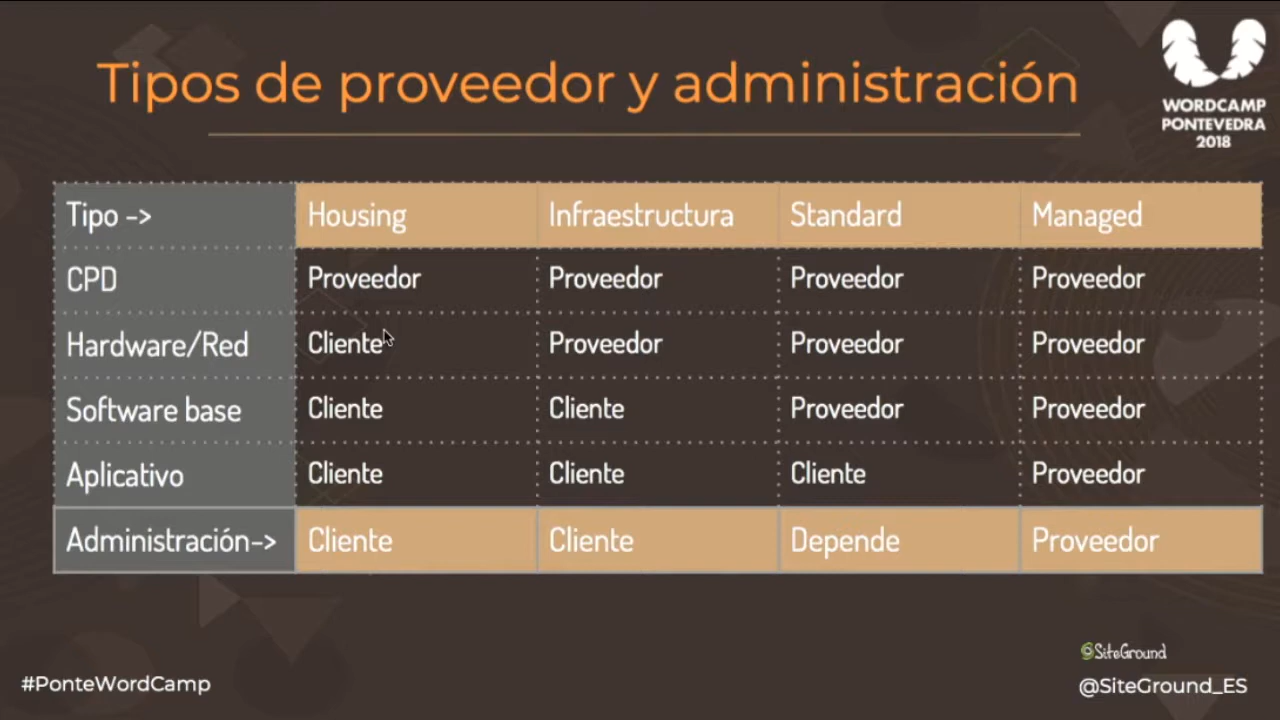 Tipos de proveedor y administración
WORDCAMP
PONTEVEDRA
2018
Tipo -> Housing Infraestructura Standard Managed
CPD Proveedor Proveedor Proveedor Proveedor
Hardware/Red Cliente Proveedor Proveedor Proveedor
Software base Cliente Cliente Proveedor Proveedor
Aplicativo Cliente Cliente Cliente Proveedor
Administración-> Cliente Cliente Depende Proveedor
SiteGround
#PonteWordCamp
@SiteGround_ES